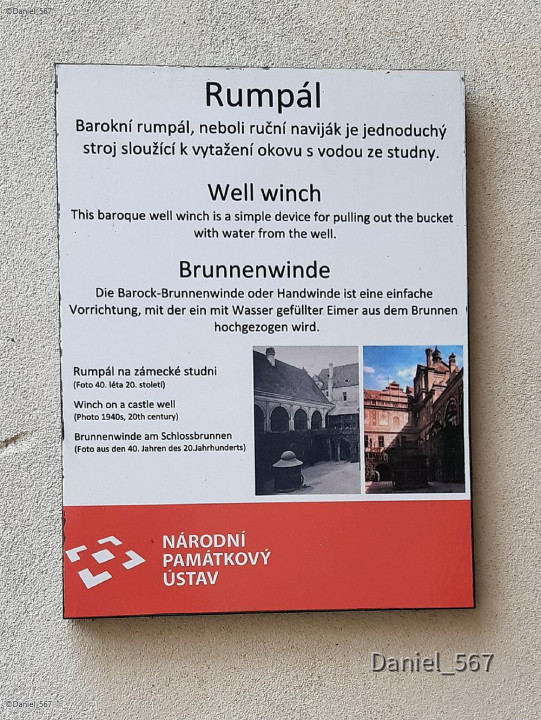 ©Daniel_567
Rumpál
Barokní rumpál, neboli ruční naviják je jednoduchý
stroj sloužící k vytažení okovu s vodou ze studny.
Well winch
This baroque well winch is a simple device for pulling out the bucket
with water from the well.
Brunnenwinde
Die Barock-Brunnenwinde oder Handwinde ist eine einfache
Vorrichtung, mit der ein mit Wasser gefüllter Eimer aus dem Brunnen
hochgezogen wird.
Rumpál na zámecké studni
(Foto 40. léta 20. století)
Winch on a castle well
(Photo 1940s, 20th century)
Brunnenwinde am Schlossbrunnen
(Foto aus den 40. Jahren des 20.Jahrhunderts)
NÁRODNÍ
PAMÁTKOVÝ
ÚSTAV
Daniel_567
©Daniel_567